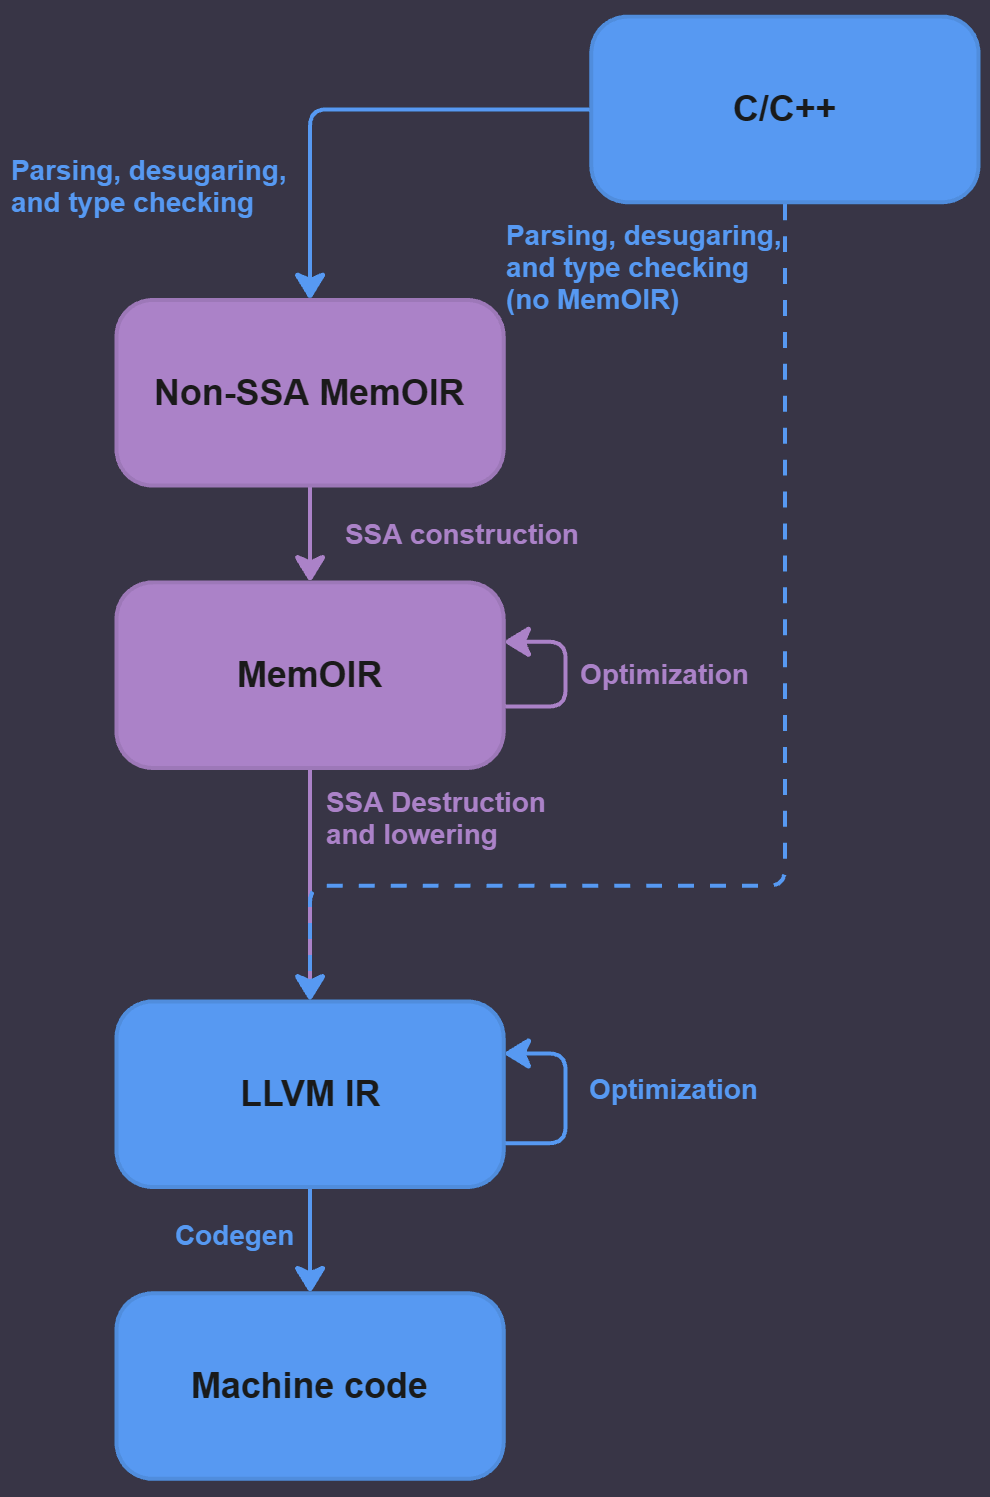 C/C++
Parsing, desugaring,
and type checking
Parsing, desugaring,
and type checking
(no MemOIR)
Non-SSA MemOIR
SSA construction
MemOIR
Optimization
SSA Destruction
and lowering
LLVM IR
Optimization
Codegen
Machine code